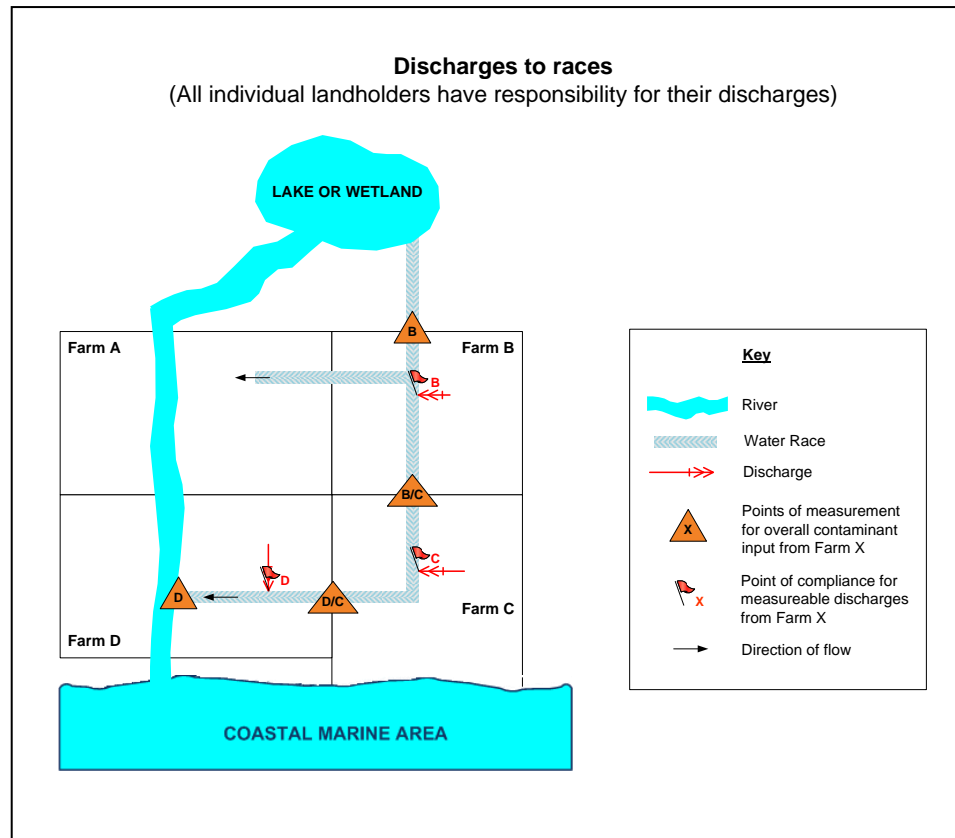 Discharges to races
(All individual landholders have responsibility for their discharges)
LAKE OR WETLAND
B
Farm A
Farm B
B
B/C
C
D
D
D/C
Farm C
Farm D
COASTAL MARINE AREA
Key
River
Water Race
Discharge
X
Points of measurement
for overall contaminant
input from Farm X
X
Point of compliance for
measureable discharges
from Farm X
Direction of flow